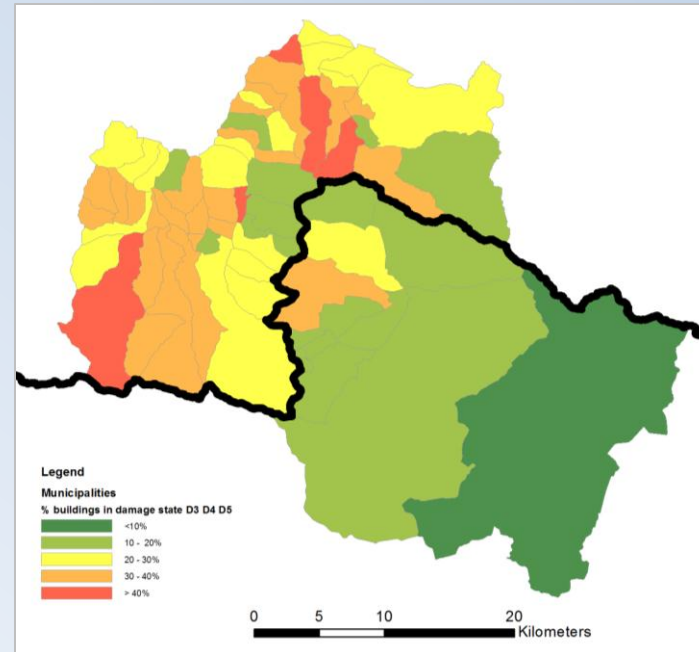 Legend
Municipalities
% buildings in damage state D3 D4 D5
<10%
10 - 20%
20 - 30%
30 - 40%
> 40%
0 5 10 20
Kilometers